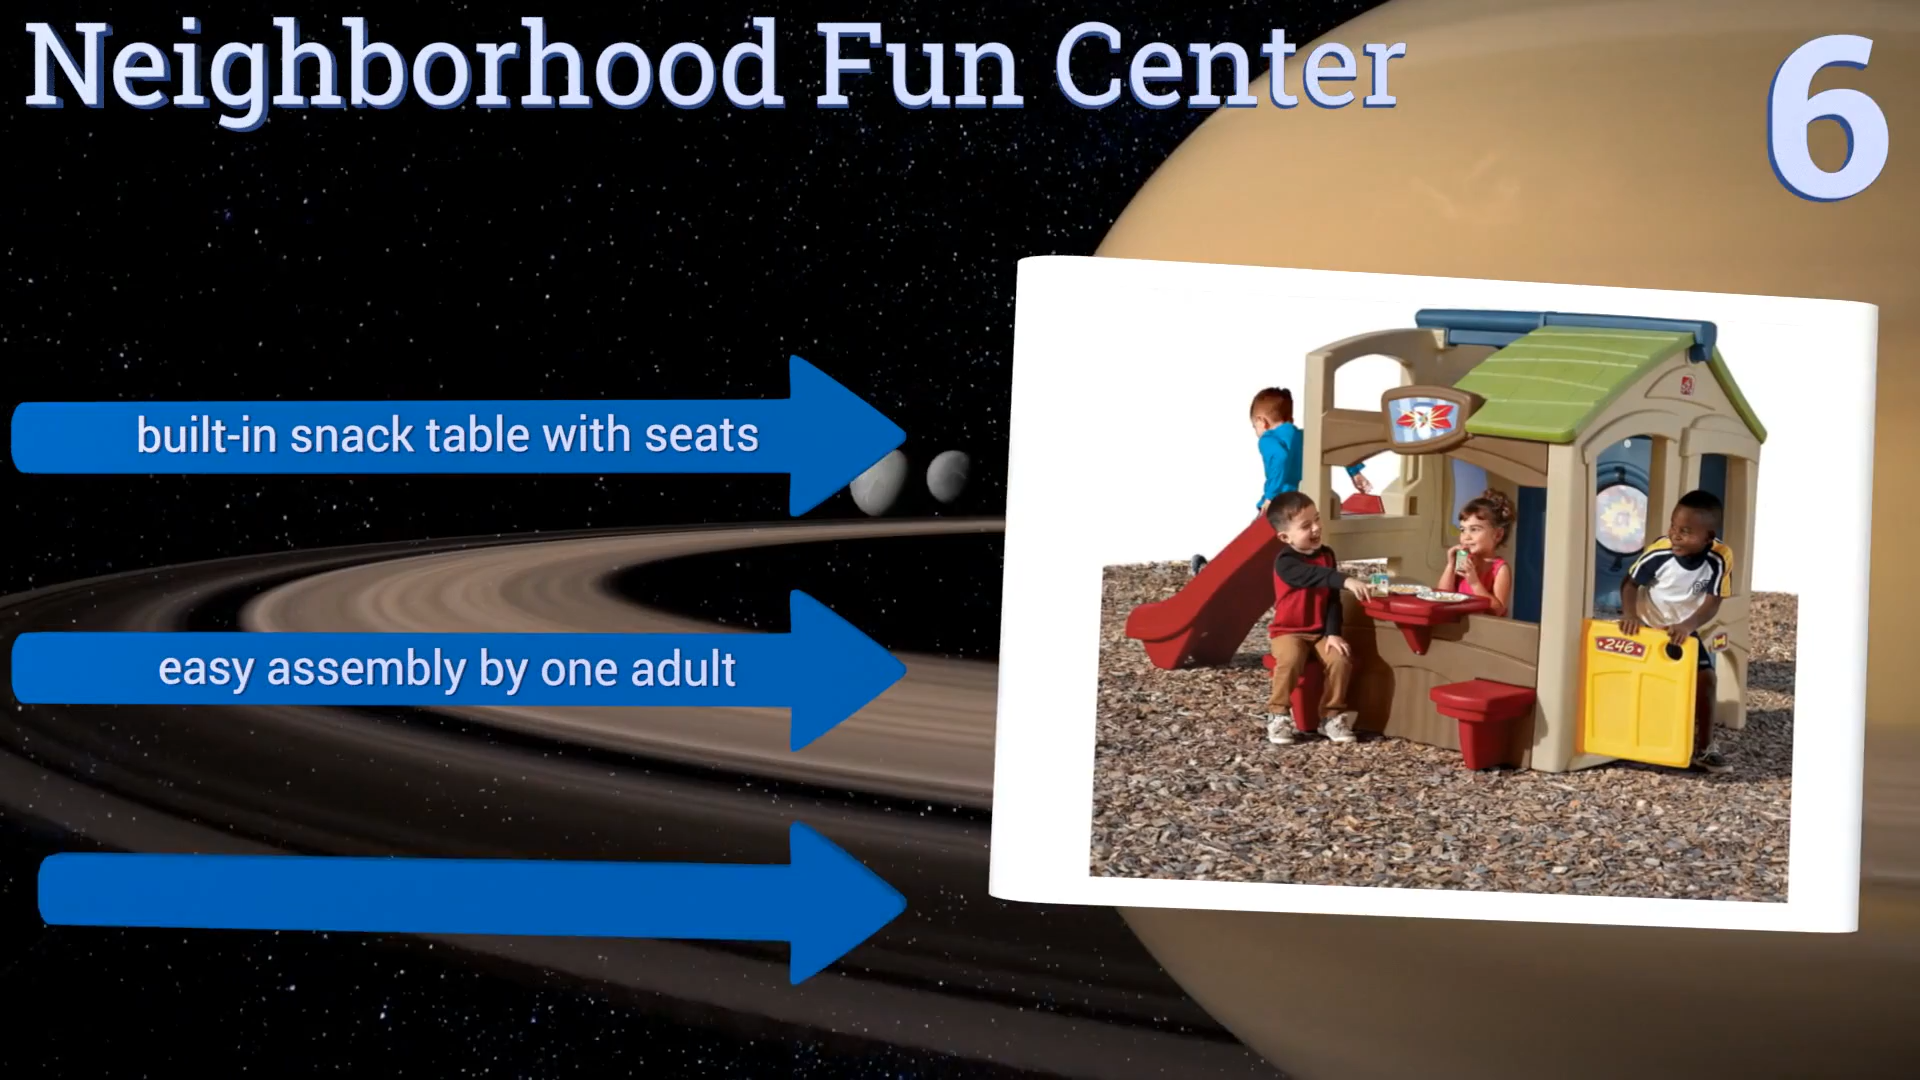 Neighborhood Fun Center
6
built-in snack table with seats
easy assembly by one adult
246